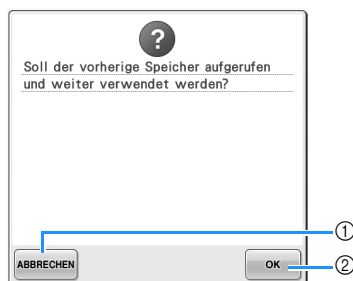 ?
Soll der vorherige Speicher aufgerufen
und weiter verwendet werden?
①
ABBRECHEN
OK
②